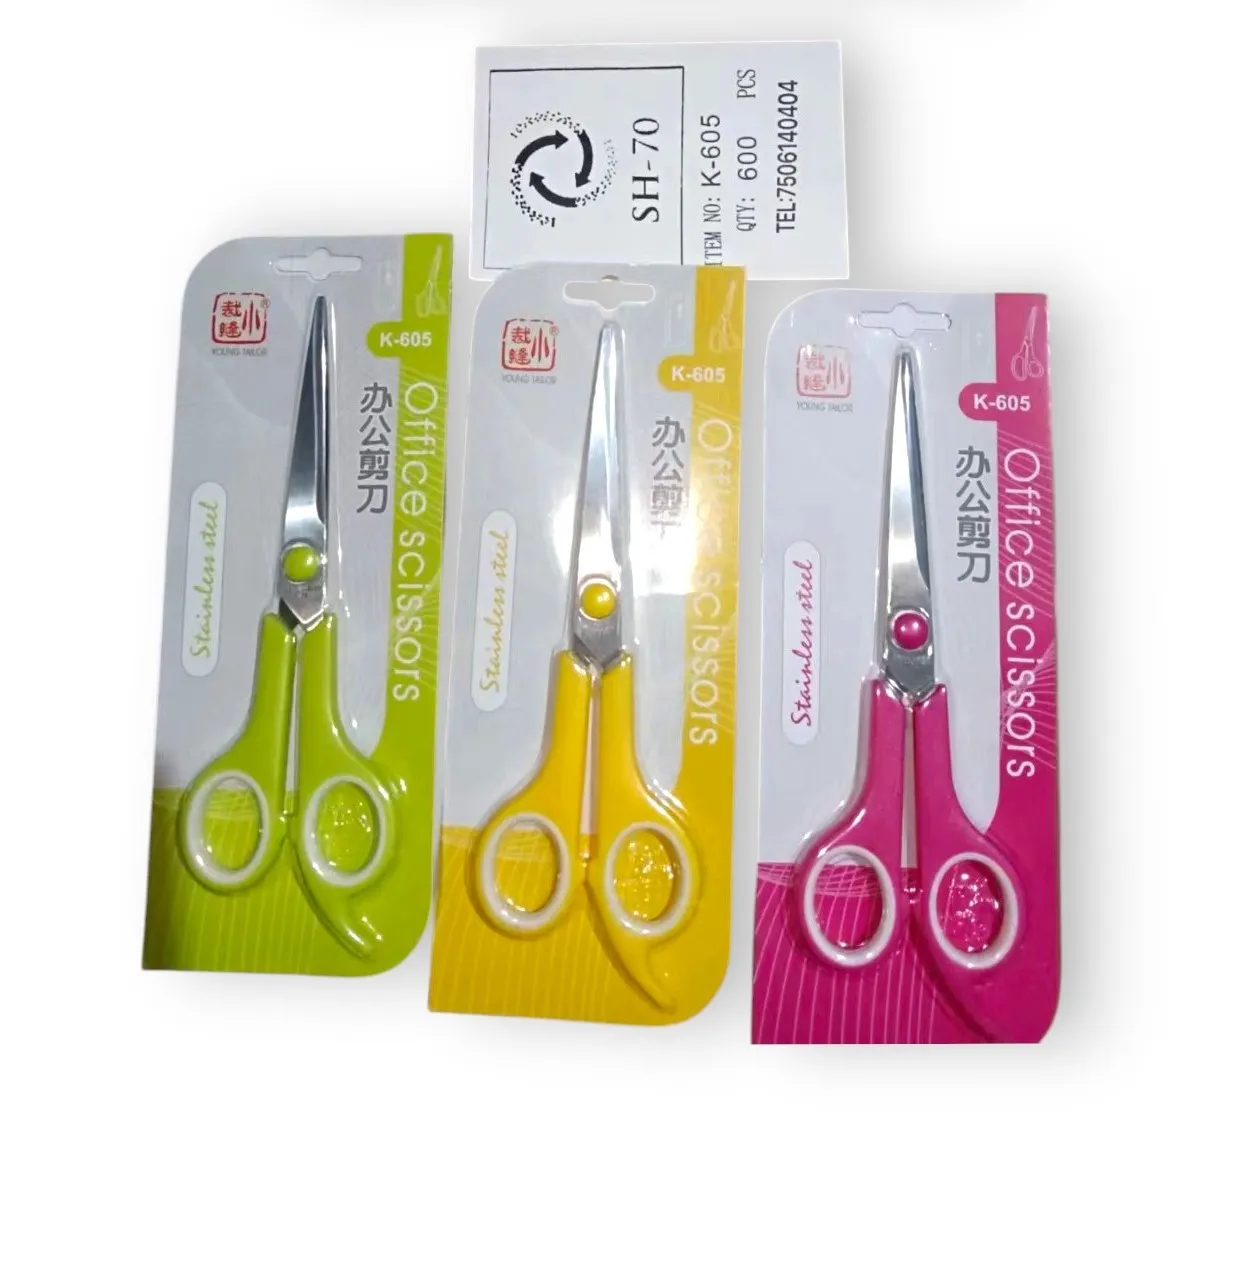 SH-70
ITEM NO: K-605
QTY: 600 PCS
TEL:7506140404
小裁缝®
YOUNG TAILOR
K-605
Office scissors
办公剪刀
Stainless steel
小裁缝®
YOUNG TAILOR
K-605
Office scissors
办公剪刀
Stainless steel
小裁缝®
YOUNG TAILOR
K-605
Office scissors
办公剪刀
Stainless steel